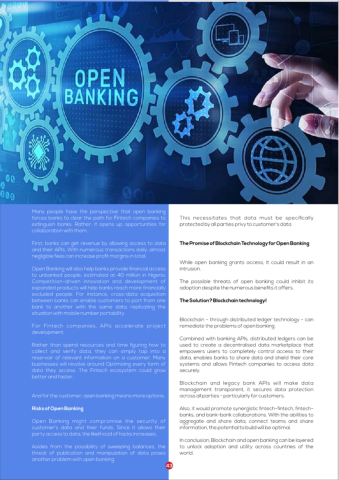 OPEN
BANKING
Many people have the perspective that open banking
forces banks to clear the path for Fintech companies to
extinguish banks. Rather, it opens up opportunities for
collaboration with them.
First, banks can get revenue by allowing access to data
and their APIs. With numerous transactions daily, almost
negligible fees can increase profit margins in total.
Open Banking will also help banks provide financial access
to unbanked people, estimated at 40 million in Nigeria.
Competition-driven innovation and development of
expanded products will help banks reach more financially
excluded people. For instance, cross-data acquisition
between banks can enable customers to port from one
bank to another with the same data, replicating the
situation with mobile number portability.
For Fintech companies, APIs accelerate project
development.
Rather than spend resources and time figuring how to
collect and verify data, they can simply tap into a
reservoir of relevant information on a customer. Many
businesses will revolve around Optimizing every form of
data they access. The Fintech ecosystem could grow
better and faster.
And for the customer, open banking means more options.
Risks of Open Banking
Open Banking might compromise the security of
customer's data and their funds. Since it allows their
party access to data, the likelihood of hacks increases.
Asides from the possibility of sweeping balances, the
threat of publication and manipulation of data poses
another problem with open banking.
This necessitates that data must be specifically
protected by all parties privy to customer's data.
The Promise of Blockchain Technology for Open Banking
While open banking grants access, it could result in an
intrusion.
The possible threats of open banking could inhibit its
adoption despite the numerous benefits it offers.
The Solution? Blockchain technology!
Blockchain – through distributed ledger technology – can
remediate the problems of open banking.
Combined with banking APIs, distributed ledgers can be
used to create a decentralised data marketplace that
empowers users to completely control access to their
data, enables banks to share data and shield their core
systems and allows Fintech companies to access data
securely.
Blockchain and legacy bank APIs will make data
management transparent, it secures data protection
across all parties – particularly for customers.
Also, it would promote synergistic fintech-fintech, fintech-
banks, and bank-bank collaborations. With the abilities to
aggregate and share data, connect teams and share
information, the potential to build will be optimal.
In conclusion, Blockchain and open banking can be layered
to unlock adoption and utility across countries of the
world.